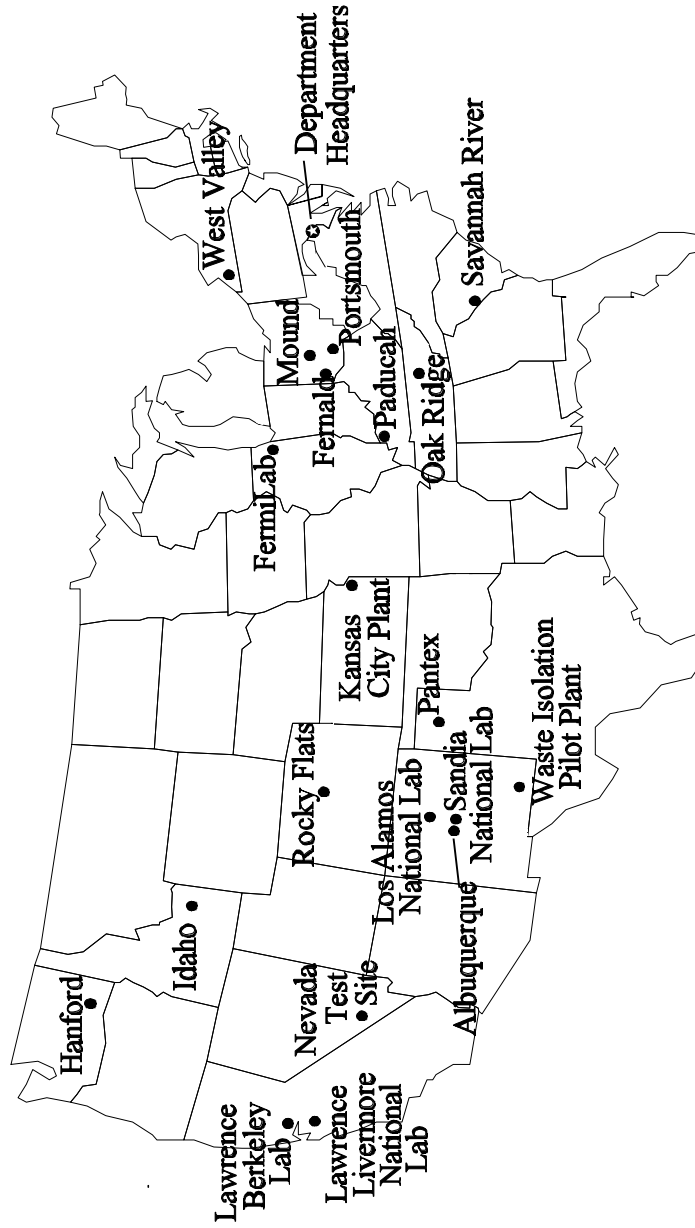 Hanford
Idaho
Lawrence
Berkeley
Lab
Lawrence
Livermore
National
Lab
Nevada
Test
Site
Rocky Flats
Los Alamos
National Lab
Albuquerque
Sandia
National Lab
Waste Isolation
Pilot Plant
Pantex
Kansas
City Plant
FermiLab
Mound
Fernald
Portsmouth
Paducah
Oak Ridge
West Valley
Department
Headquarters
Savannah River